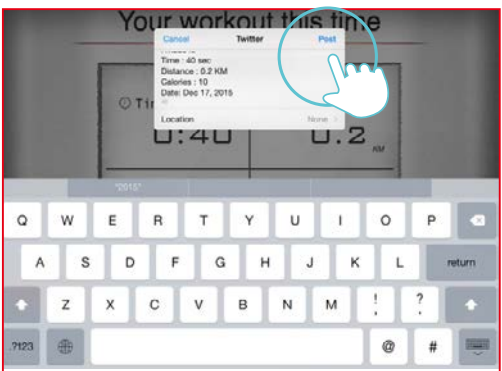 Your workout this time
Cancel Twitter Post
Time : 40 sec
Distance : 0.2 KM
Calories : 10
Date: Dec 17, 2015
Location None >
0:40 0.2 KM
"2015"
Q W E R T Y U I O P
A S D F G H J K L return
Z X C V B N M ! , ? .
.?123 @ #